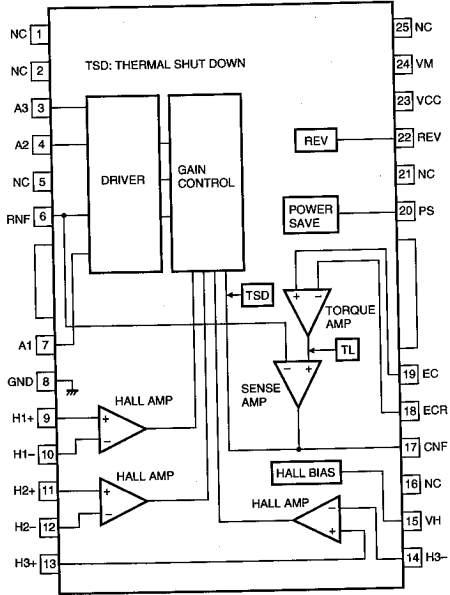 NC 1
NC 2
A3 3
A2 4
NC 5
RNF 6
A1 7
GND 8
H1+ 9
H1- 10
H2+ 11
H2- 12
H3+ 13
TSD: THERMAL SHUT DOWN
DRIVER
GAIN
CONTROL
REV
POWER
SAVE
TSD
+ -
TORQUE
AMP
TL
- +
SENSE
AMP
HALL AMP
+
-
HALL AMP
+
-
HALL BIAS
HALL AMP
-
+
25 NC
24 VM
23 VCC
22 REV
21 NC
20 PS
19 EC
18 ECR
17 CNF
16 NC
15 VH
14 H3-